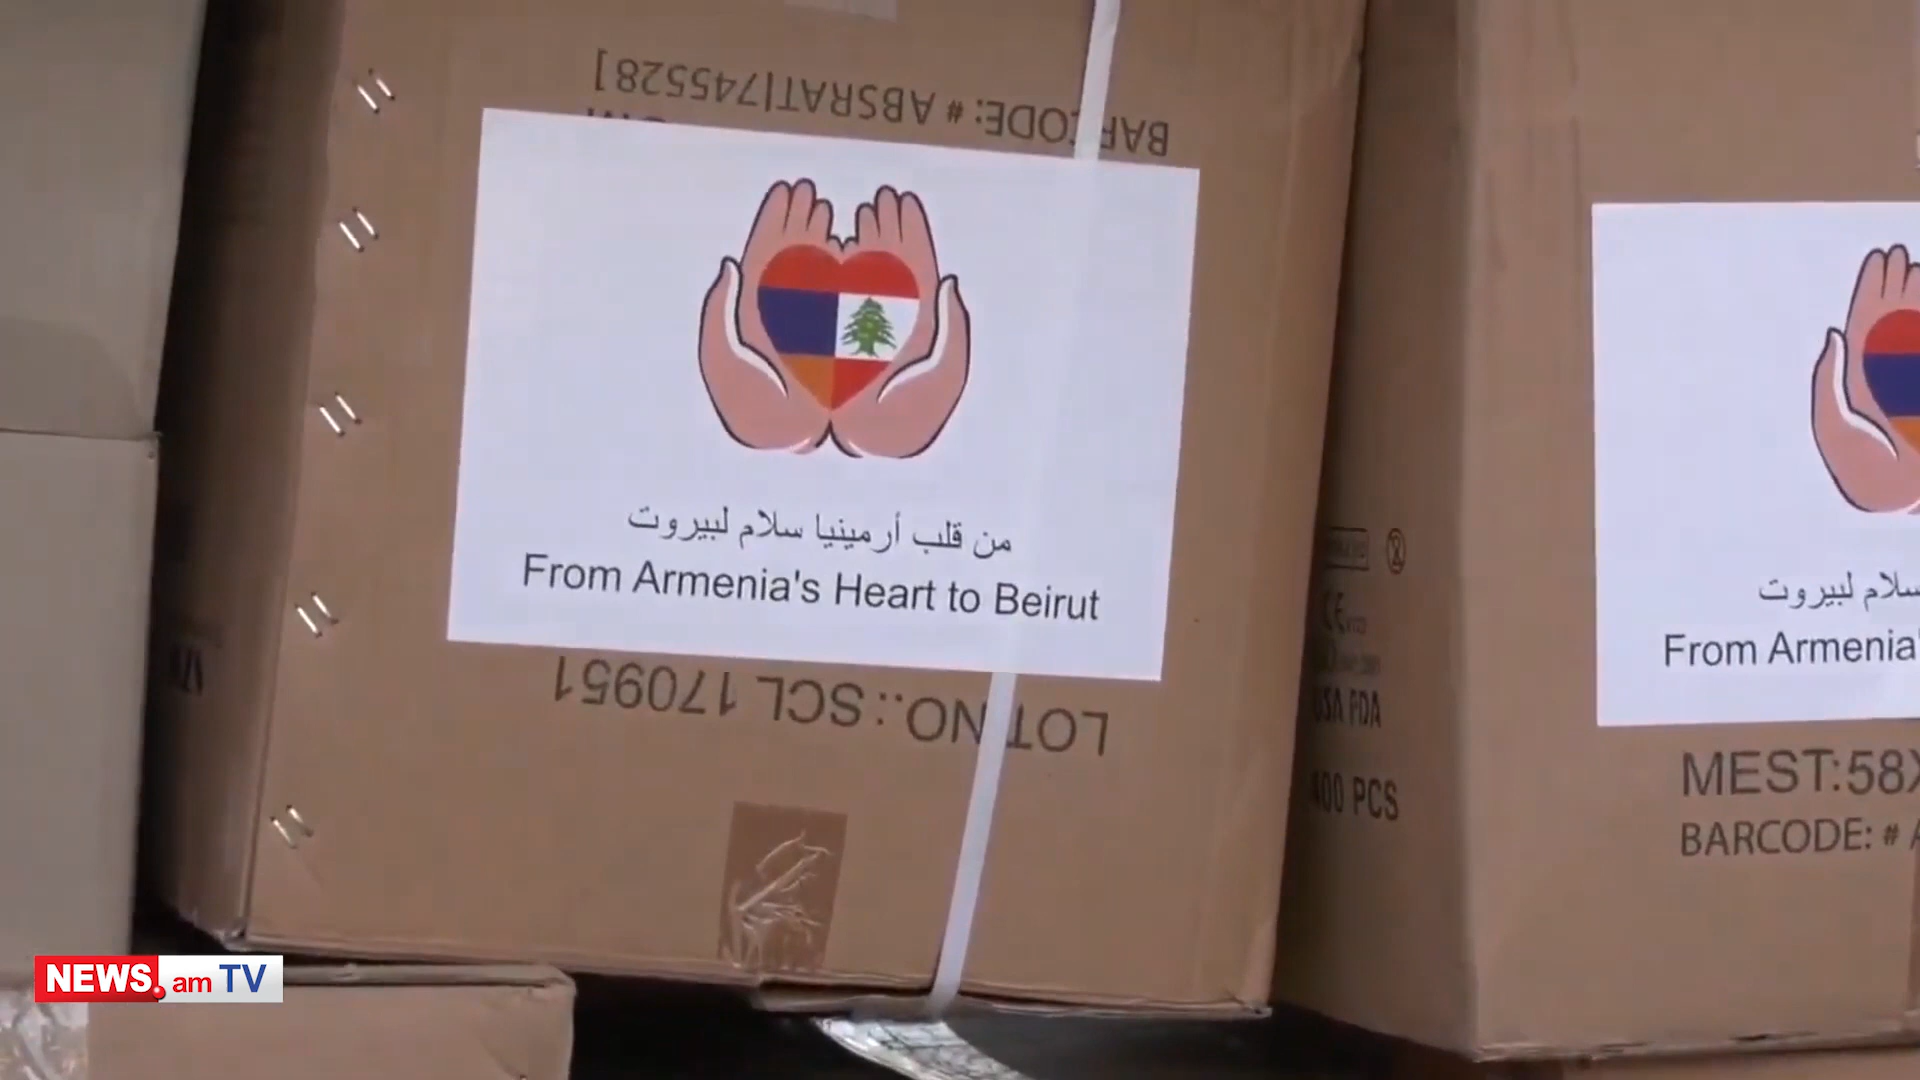 BARCODE: # ABSRAT|745528]
من قلب أرمينيا سلام لبيروت
From Armenia's Heart to Beirut
LOT NO.: SCL 170951
USA FDA
400 PCS
سلام لبيروت
From Armenia's
MEST:58X
BARCODE: # A
NEWS.am TV